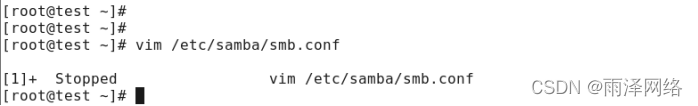 [root@test ~]#
[root@test ~]#
[root@test ~]# vim /etc/samba/smb.conf
[1]+  Stopped                 vim /etc/samba/smb.conf
[root@test ~]#
CSDN @雨泽网络